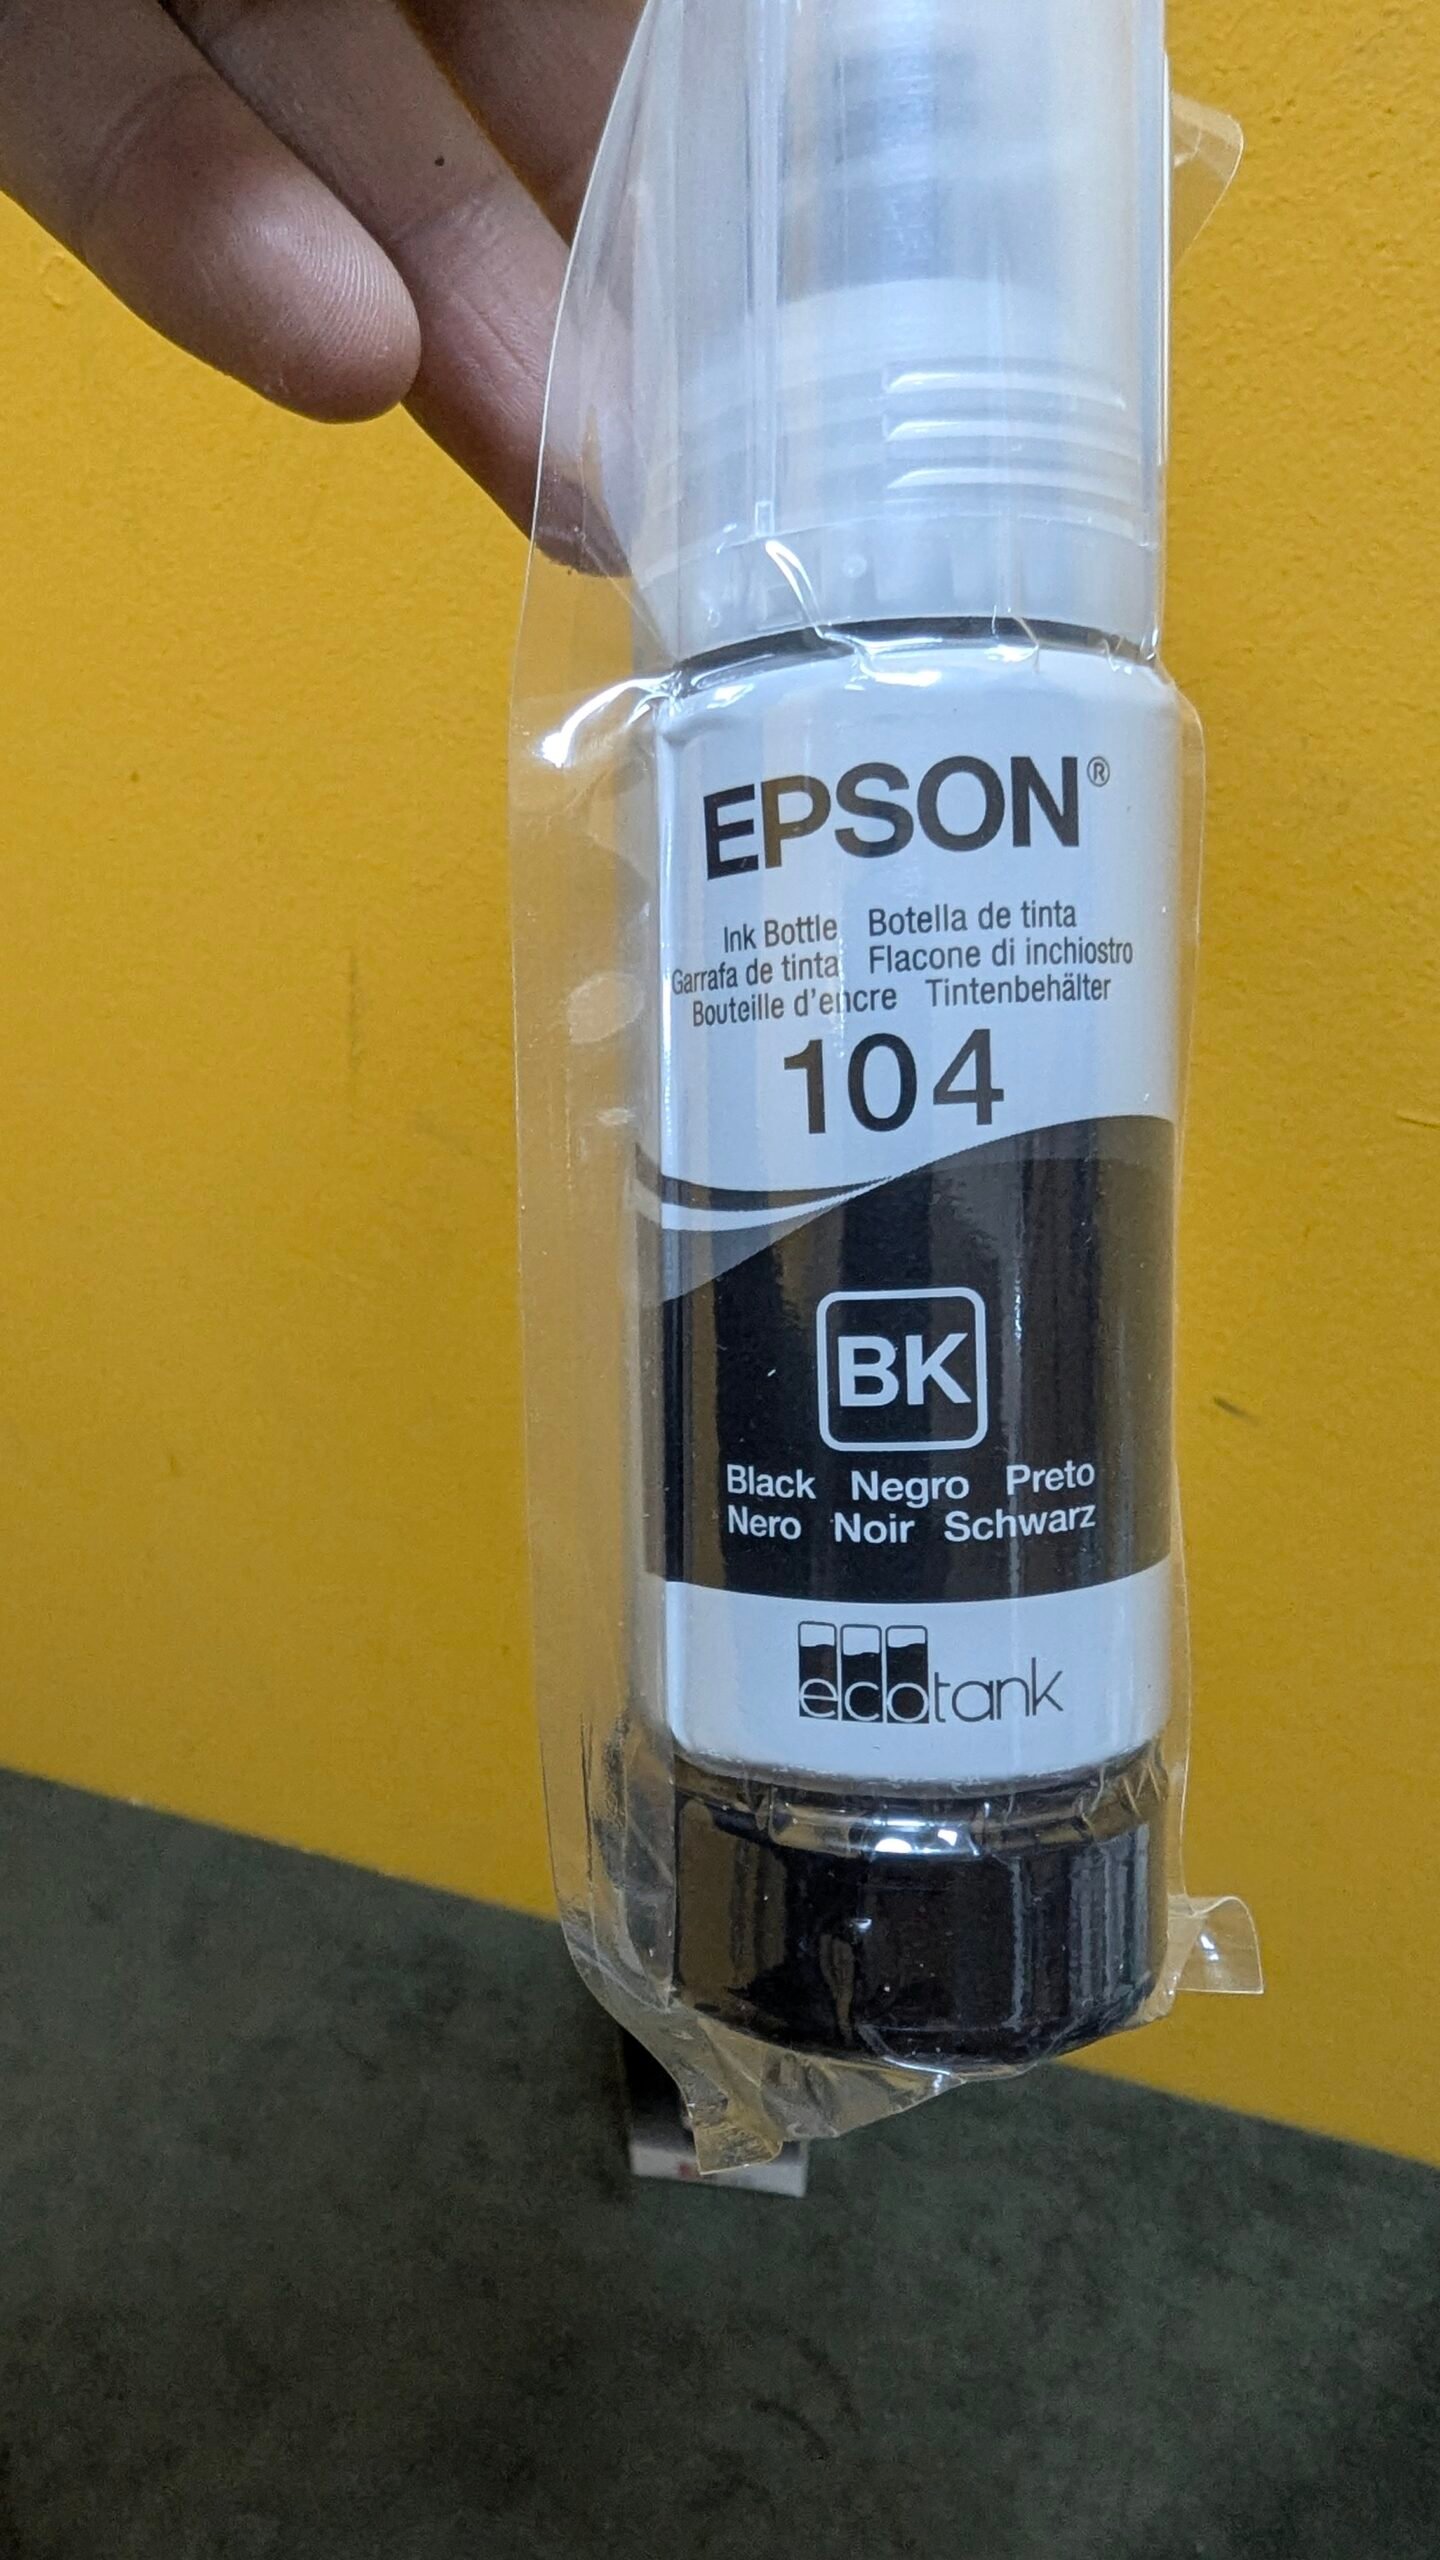 EPSON®
Ink Bottle Botella de tinta
Garrafa de tinta Flacone di inchiostro
Bouteille d'encre Tintenbehälter
104
BK
Black Negro Preto
Nero Noir Schwarz
ecotank